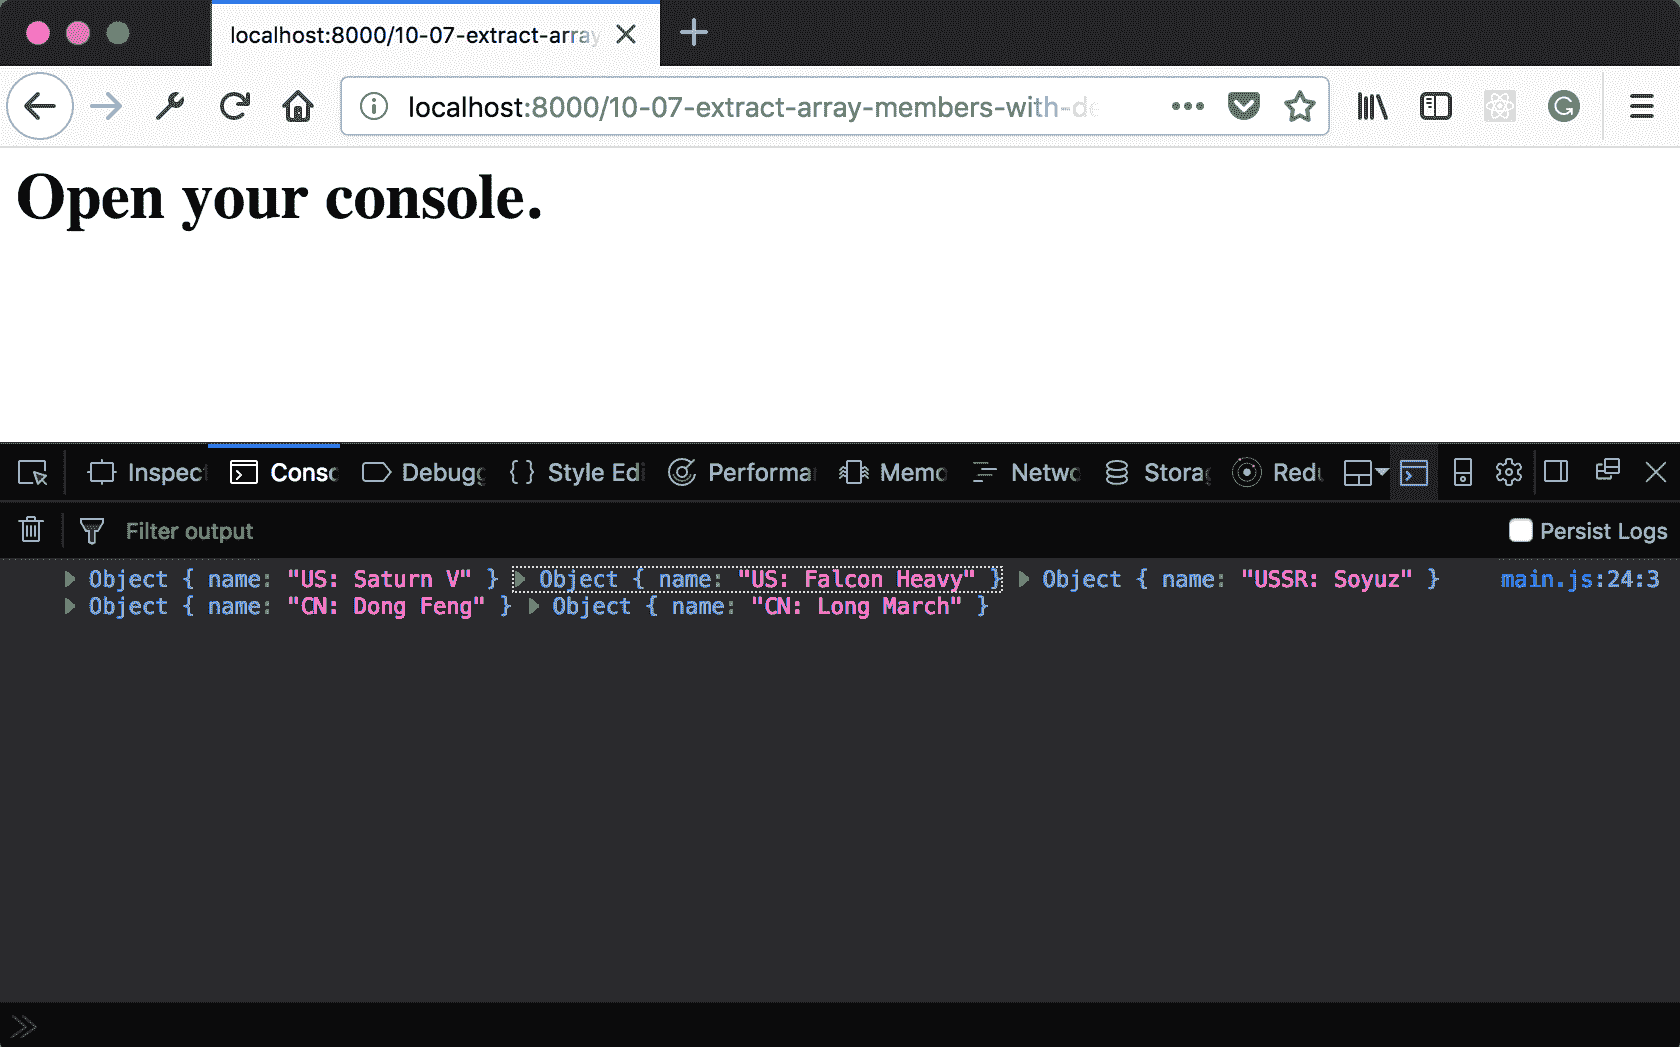 localhost:8000/10-07-extract-array
localhost:8000/10-07-extract-array-members-with-de
Open your console.
Inspec Conso Debugg { } Style Edi Performa Memo Netwo Storag Redu
Filter output Persist Logs
Object { name: "US: Saturn V" } Object { name: "US: Falcon Heavy" } Object { name: "USSR: Soyuz" } main.js:24:3
Object { name: "CN: Dong Feng" } Object { name: "CN: Long March" }